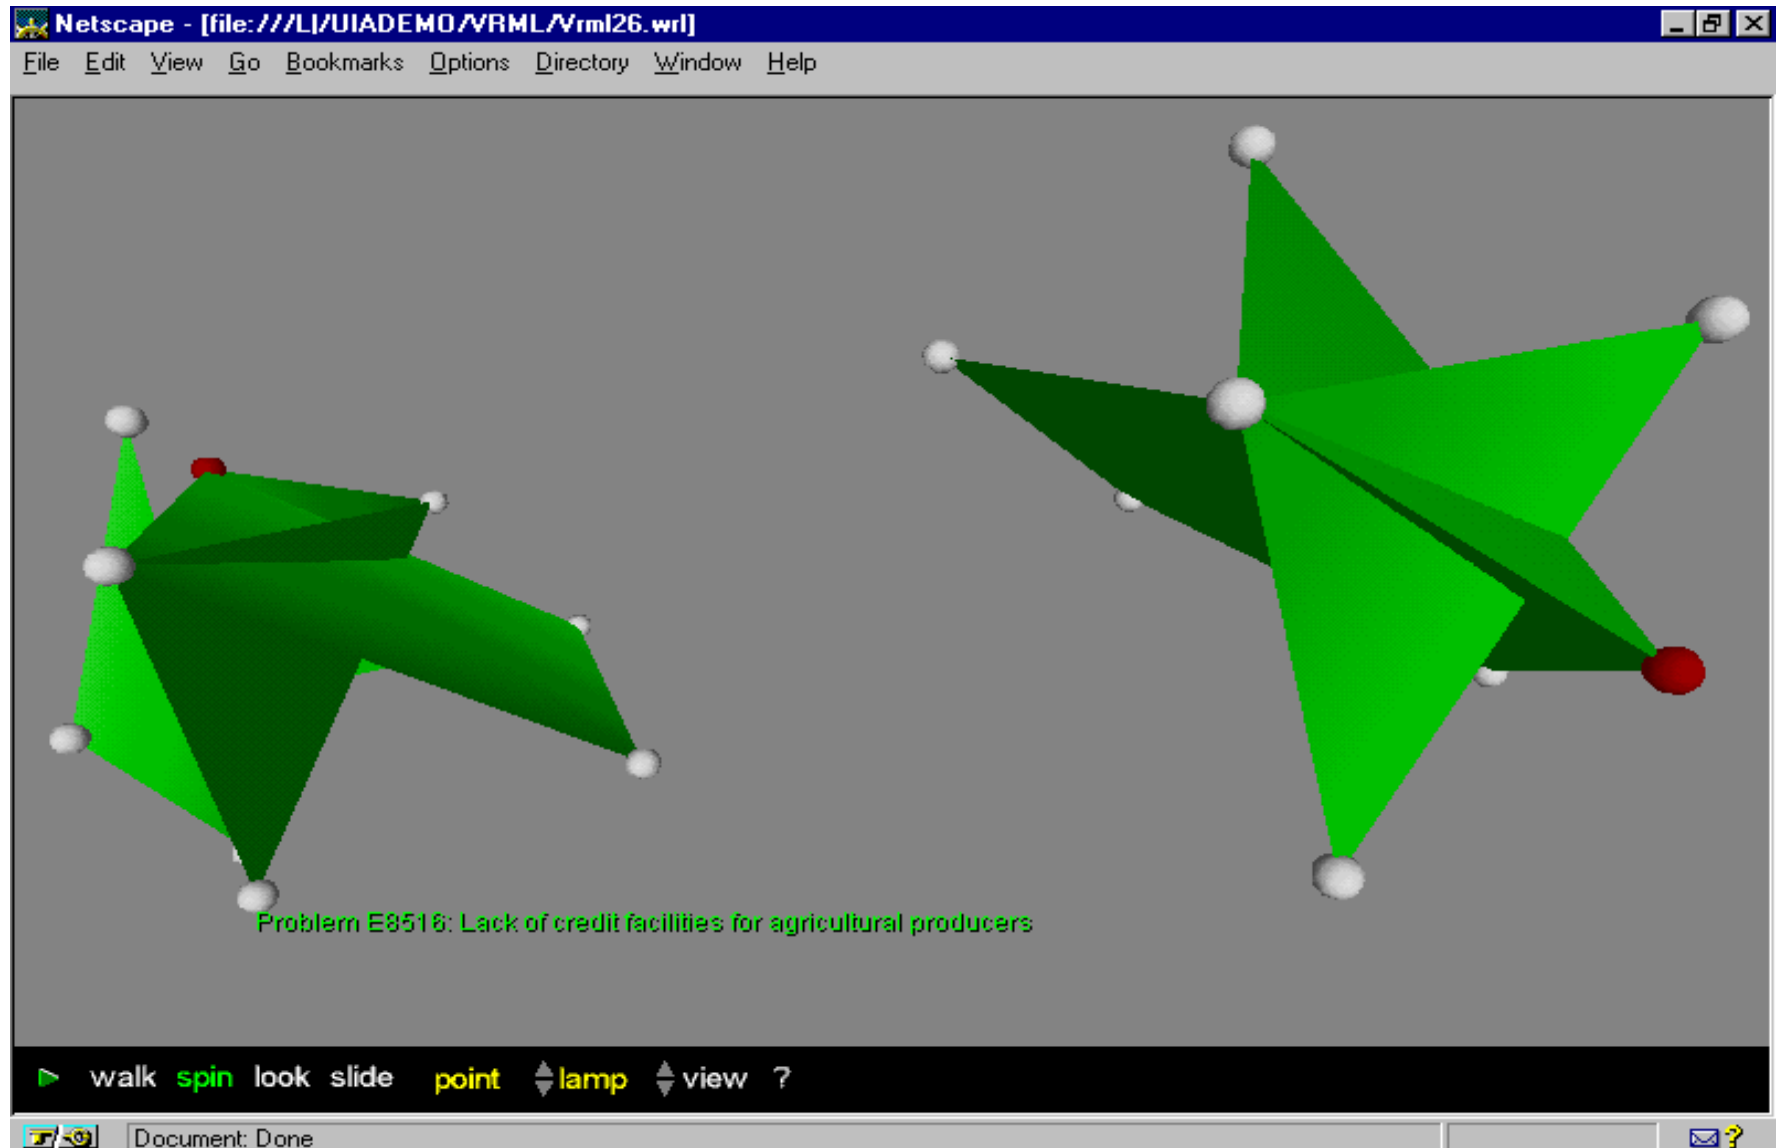 Netscape - [file:///L|/UIADEMO/VRML/Vrml26.wrl]
File Edit View Go Bookmarks Options Directory Window Help
Problem E8516: Lack of credit facilities for agricultural producers
walk spin look slide point lamp view ?
Document: Done